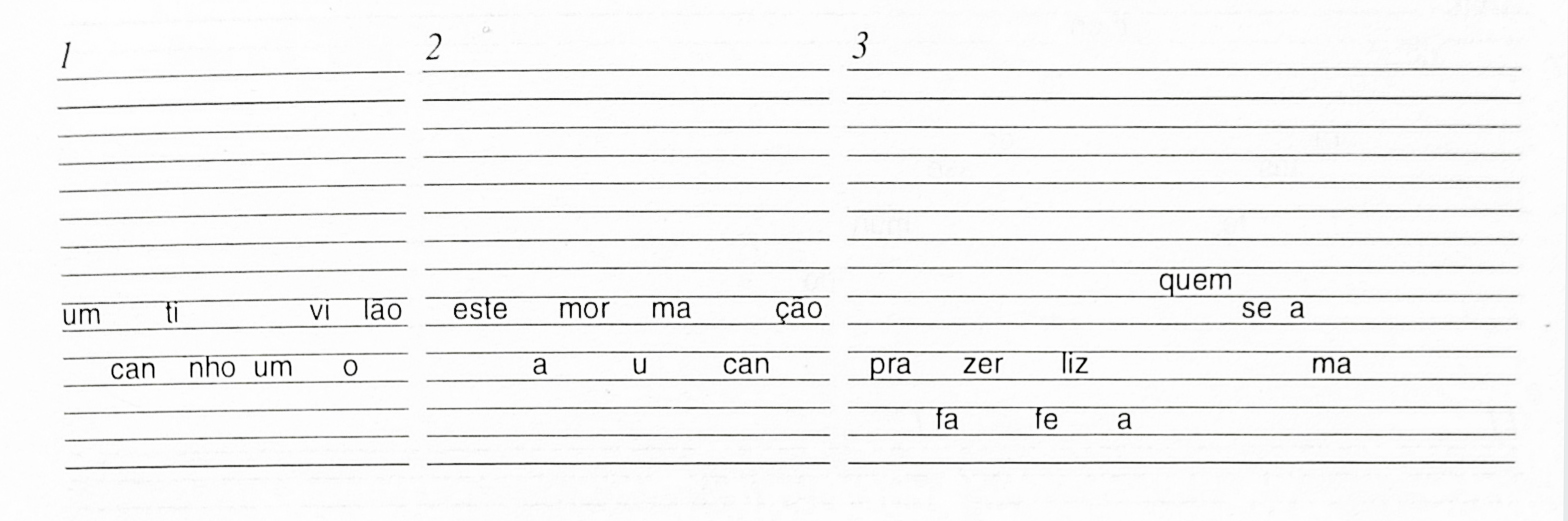 1 2 3
quem
um ti vi lão este mor ma ção se a
can nho um o a u can pra zer liz ma
fa fe a